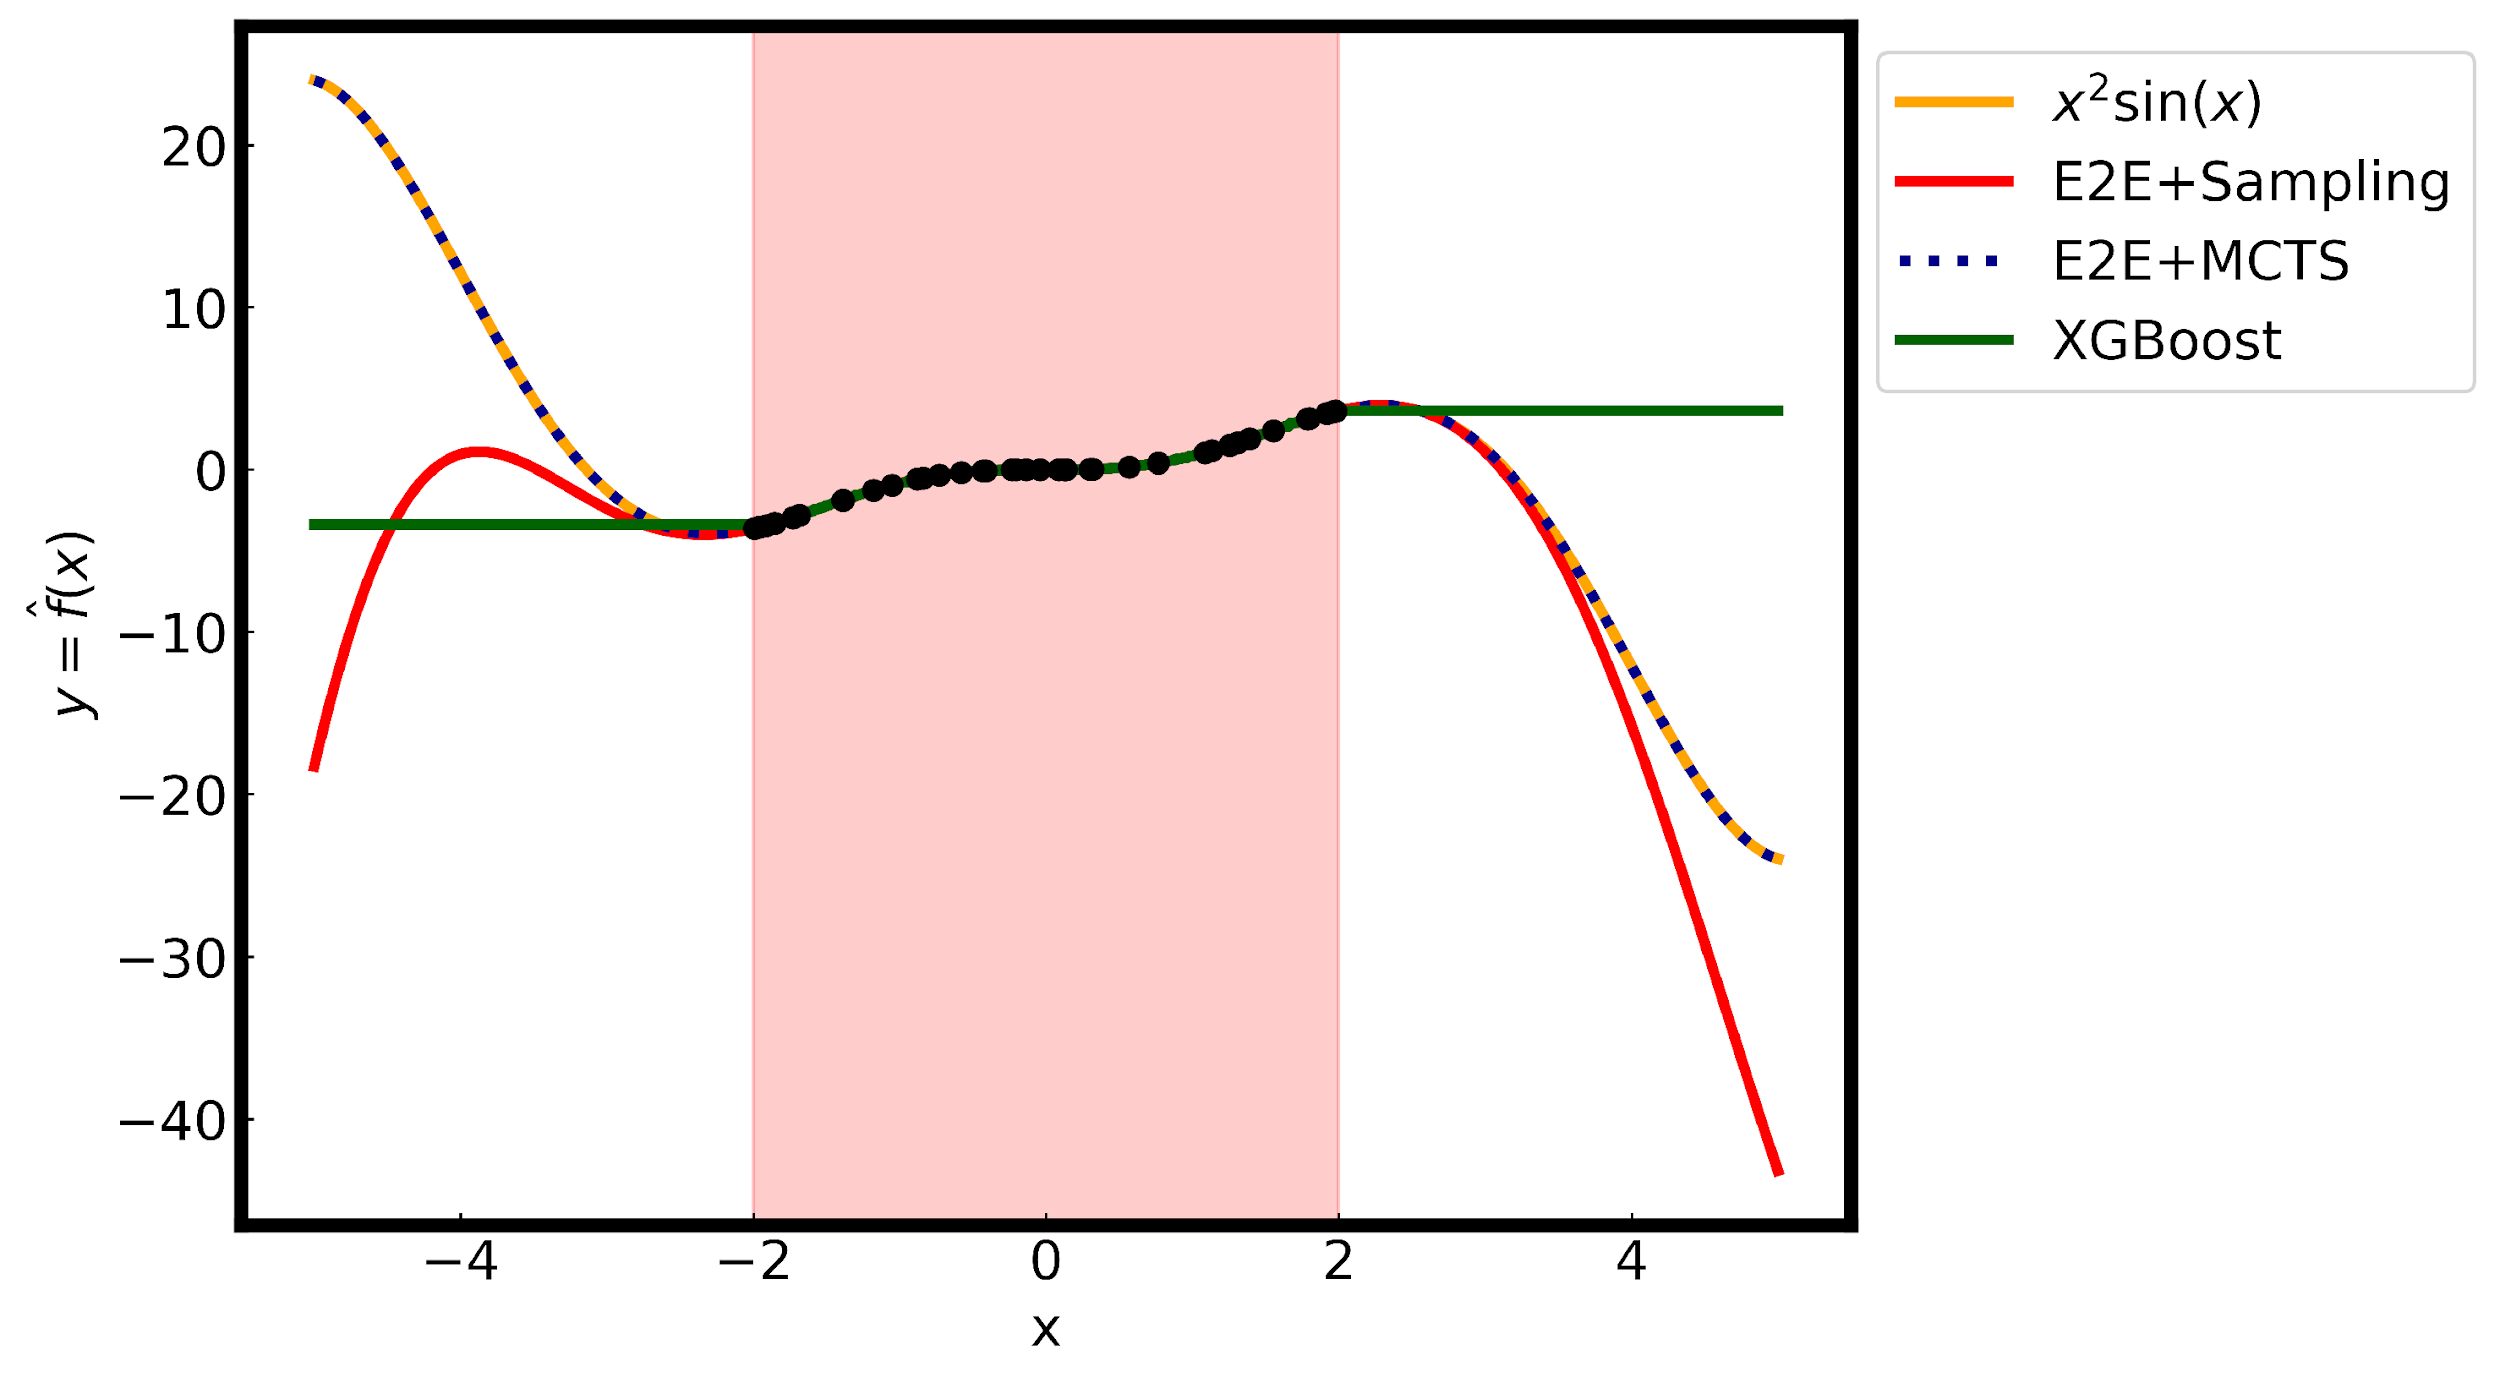 x²sin(x)
E2E+Sampling
E2E+MCTS
XGBoost
20
10
0
−10
−20
−30
−40
y = f̂(x)
−4 −2 0 2 4
x